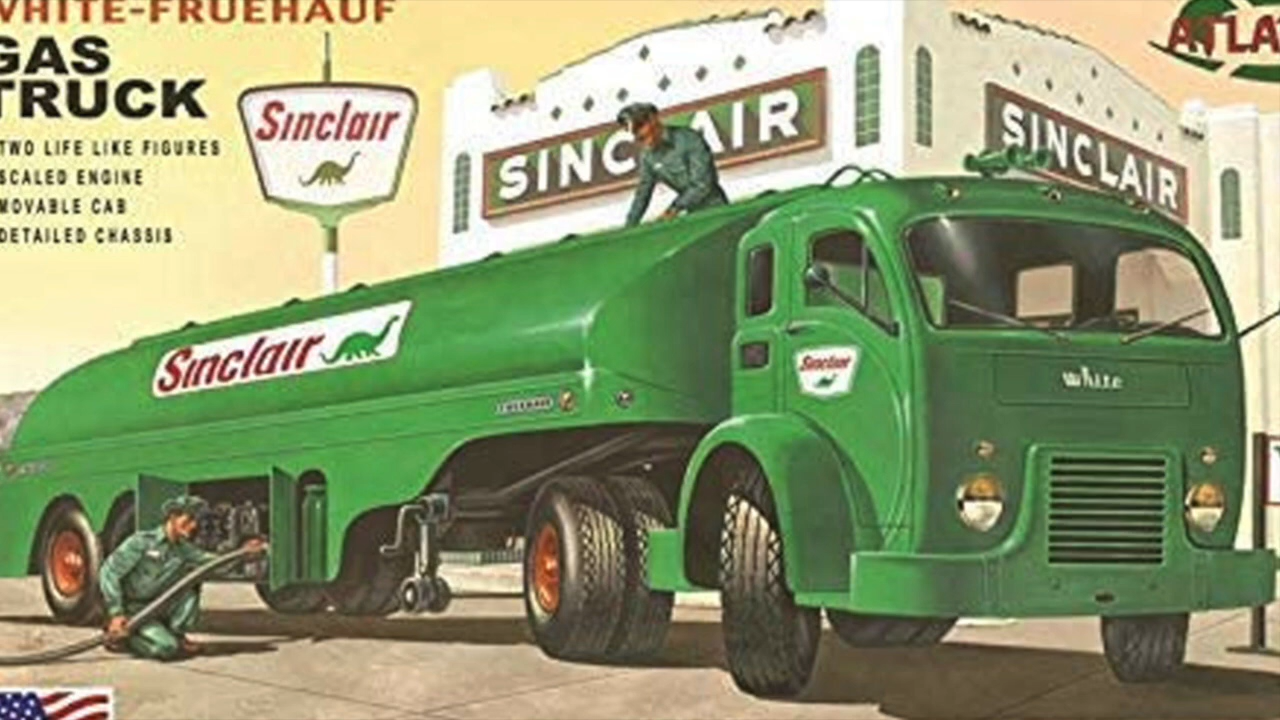 WHITE-FRUEHAUF
GAS
TRUCK
TWO LIFE LIKE FIGURES
SCALED ENGINE
MOVABLE CAB
DETAILED CHASSIS
Sinclair
SINCLAIR
SINCLAIR
ATLA
Sinclair
Sinclair
white